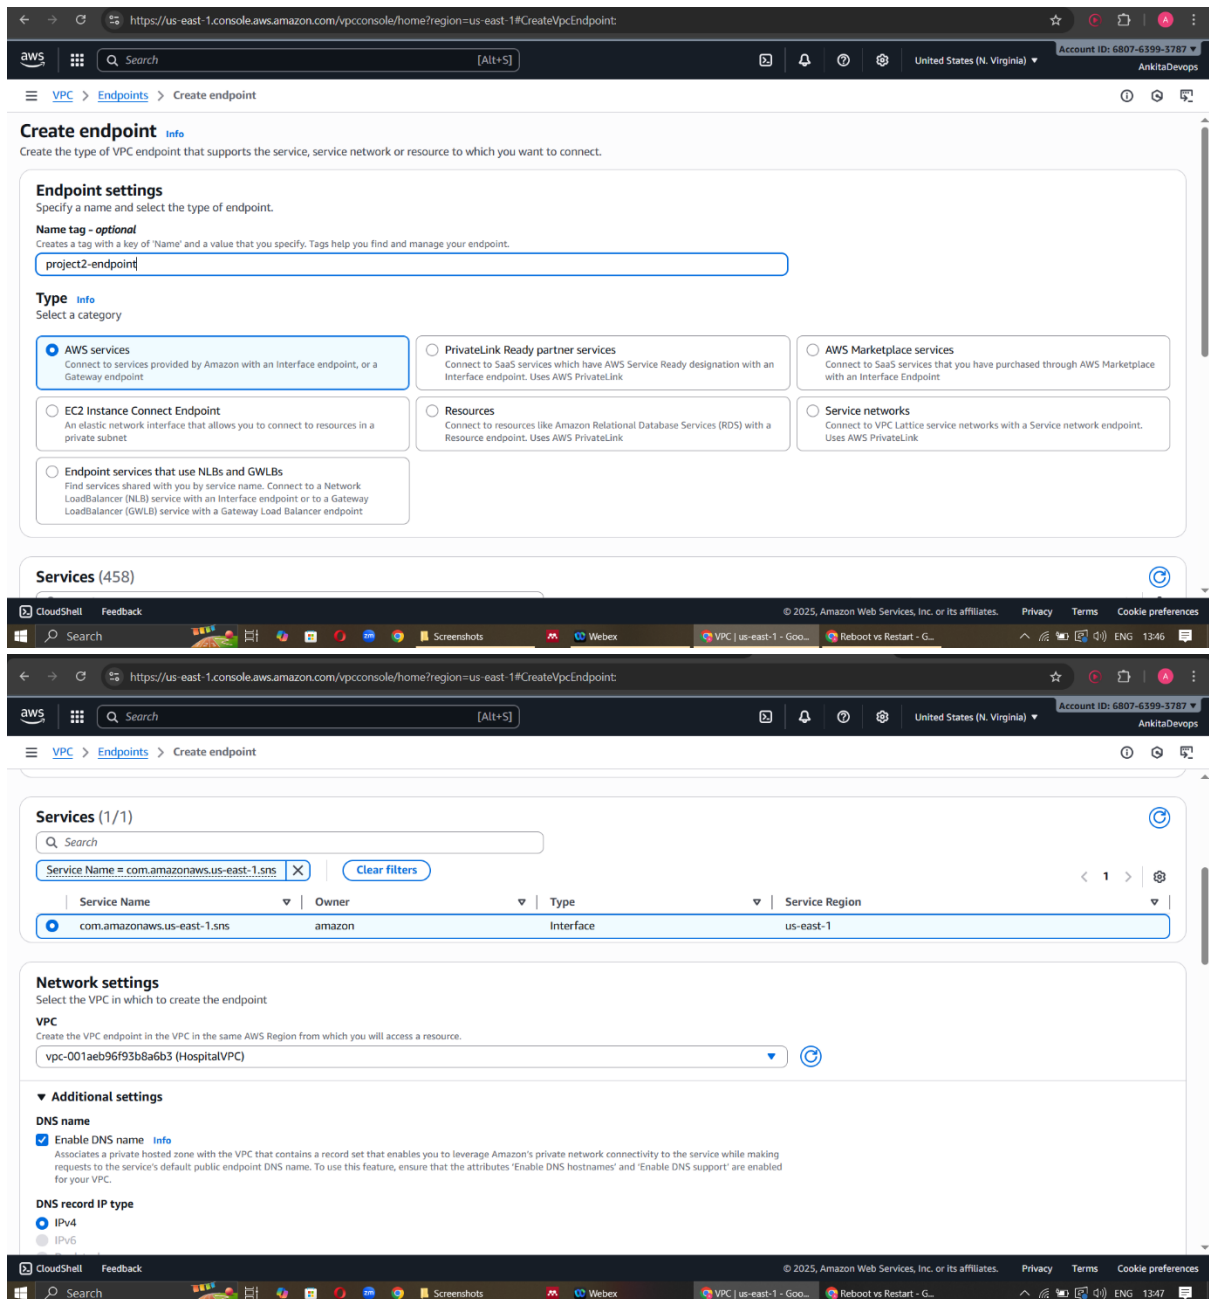 https://us-east-1.console.aws.amazon.com/vpcconsole/home?region=us-east-1#CreateVpcEndpoint:
aws Search [Alt+S] United States (N. Virginia) Account ID: 6807-6399-3787
AnkitaDevops
VPC > Endpoints > Create endpoint
Create endpoint Info
Create the type of VPC endpoint that supports the service, service network or resource to which you want to connect.
Endpoint settings
Specify a name and select the type of endpoint.
Name tag - optional
Creates a tag with a key of 'Name' and a value that you specify. Tags help you find and manage your endpoint.
project2-endpoint
Type Info
Select a category
AWS services
Connect to services provided by Amazon with an Interface endpoint, or a
Gateway endpoint
PrivateLink Ready partner services
Connect to SaaS services which have AWS Service Ready designation with an
Interface endpoint. Uses AWS PrivateLink
AWS Marketplace services
Connect to SaaS services that you have purchased through AWS Marketplace
with an Interface Endpoint
EC2 Instance Connect Endpoint
An elastic network interface that allows you to connect to resources in a
private subnet
Resources
Connect to resources like Amazon Relational Database Services (RDS) with a
Resource endpoint. Uses AWS PrivateLink
Service networks
Connect to VPC Lattice service networks with a Service network endpoint.
Uses AWS PrivateLink
Endpoint services that use NLBs and GWLBs
Find services shared with you by service name. Connect to a Network
LoadBalancer (NLB) service with an Interface endpoint or to a Gateway
LoadBalancer (GWLB) service with a Gateway Load Balancer endpoint
Services (458)
CloudShell Feedback © 2025, Amazon Web Services, Inc. or its affiliates. Privacy Terms Cookie preferences
Search Screenshots Webex VPC | us-east-1 - Goo... Reboot vs Restart - G... ENG 13:46
https://us-east-1.console.aws.amazon.com/vpcconsole/home?region=us-east-1#CreateVpcEndpoint:
aws Search [Alt+S] United States (N. Virginia) Account ID: 6807-6399-3787
AnkitaDevops
VPC > Endpoints > Create endpoint
Services (1/1)
Search
Service Name = com.amazonaws.us-east-1.sns Clear filters
1
Service Name Owner Type Service Region
com.amazonaws.us-east-1.sns amazon Interface us-east-1
Network settings
Select the VPC in which to create the endpoint
VPC
Create the VPC endpoint in the VPC in the same AWS Region from which you will access a resource.
vpc-001aeb96f93b8a6b3 (HospitalVPC)
Additional settings
DNS name
Enable DNS name Info
Associates a private hosted zone with the VPC that contains a record set that enables you to leverage Amazon's private network connectivity to the service while making
requests to the service's default public endpoint DNS name. To use this feature, ensure that the attributes 'Enable DNS hostnames' and 'Enable DNS support' are enabled
for your VPC.
DNS record IP type
IPv4
IPv6
CloudShell Feedback © 2025, Amazon Web Services, Inc. or its affiliates. Privacy Terms Cookie preferences
Search Screenshots Webex VPC | us-east-1 - Goo... Reboot vs Restart - G... ENG 13:47